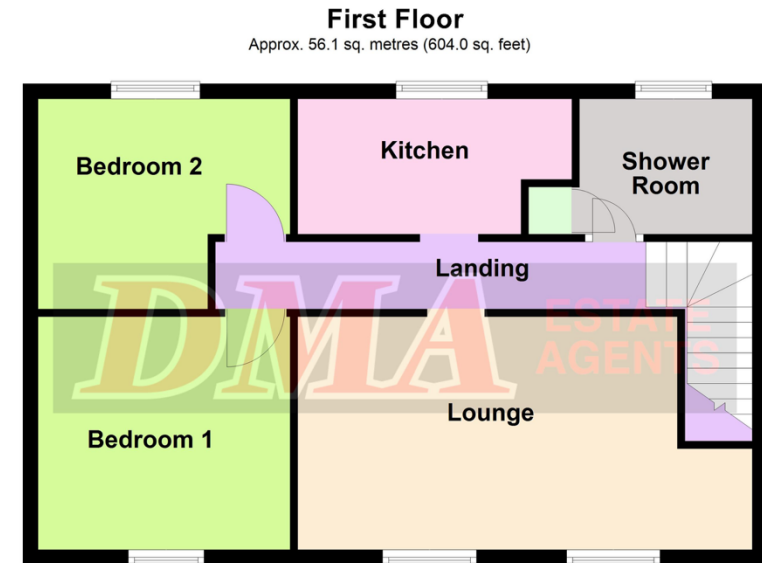 First Floor
Approx. 56.1 sq. metres (604.0 sq. feet)
Bedroom 2
Kitchen
Shower
Room
Landing
DMA
ESTATE
AGENTS
Lounge
Bedroom 1